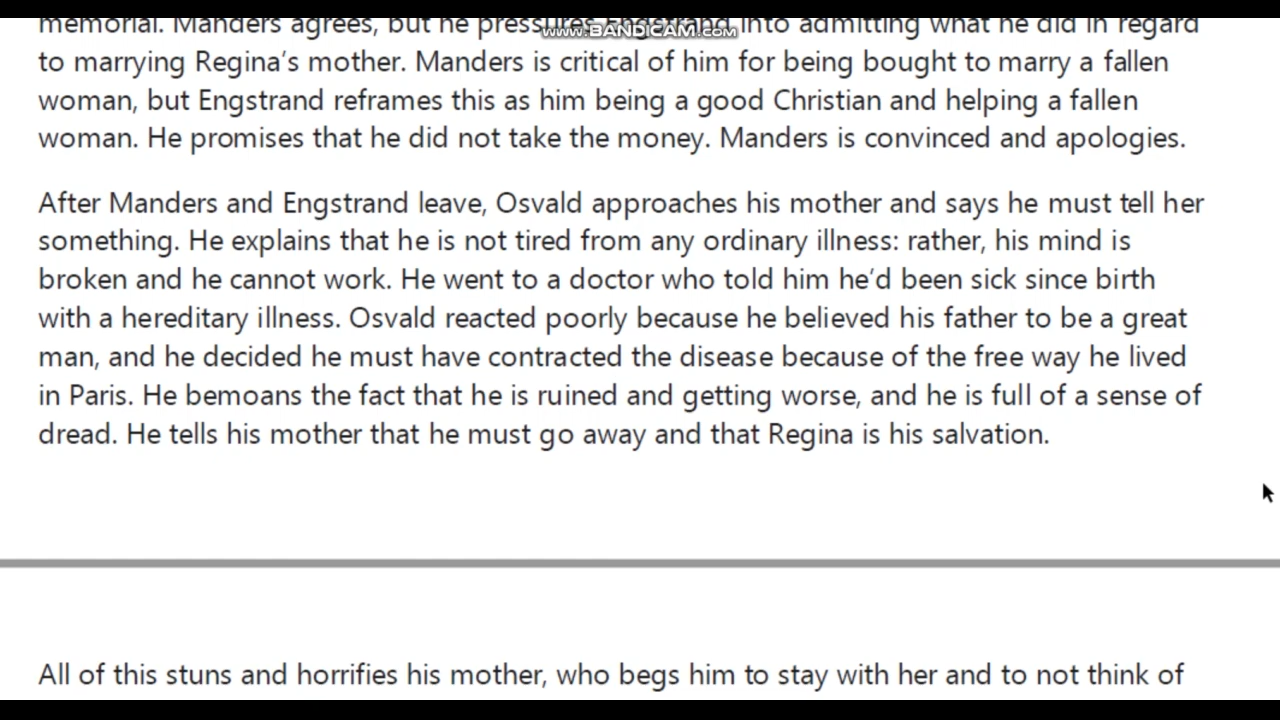 memorial. Manders agrees, but he pressures Engstrand into admitting what he did in regard
www.BANDICAM.com
to marrying Regina's mother. Manders is critical of him for being bought to marry a fallen
woman, but Engstrand reframes this as him being a good Christian and helping a fallen
woman. He promises that he did not take the money. Manders is convinced and apologies.
After Manders and Engstrand leave, Osvald approaches his mother and says he must tell her
something. He explains that he is not tired from any ordinary illness: rather, his mind is
broken and he cannot work. He went to a doctor who told him he'd been sick since birth
with a hereditary illness. Osvald reacted poorly because he believed his father to be a great
man, and he decided he must have contracted the disease because of the free way he lived
in Paris. He bemoans the fact that he is ruined and getting worse, and he is full of a sense of
dread. He tells his mother that he must go away and that Regina is his salvation.
All of this stuns and horrifies his mother, who begs him to stay with her and to not think of